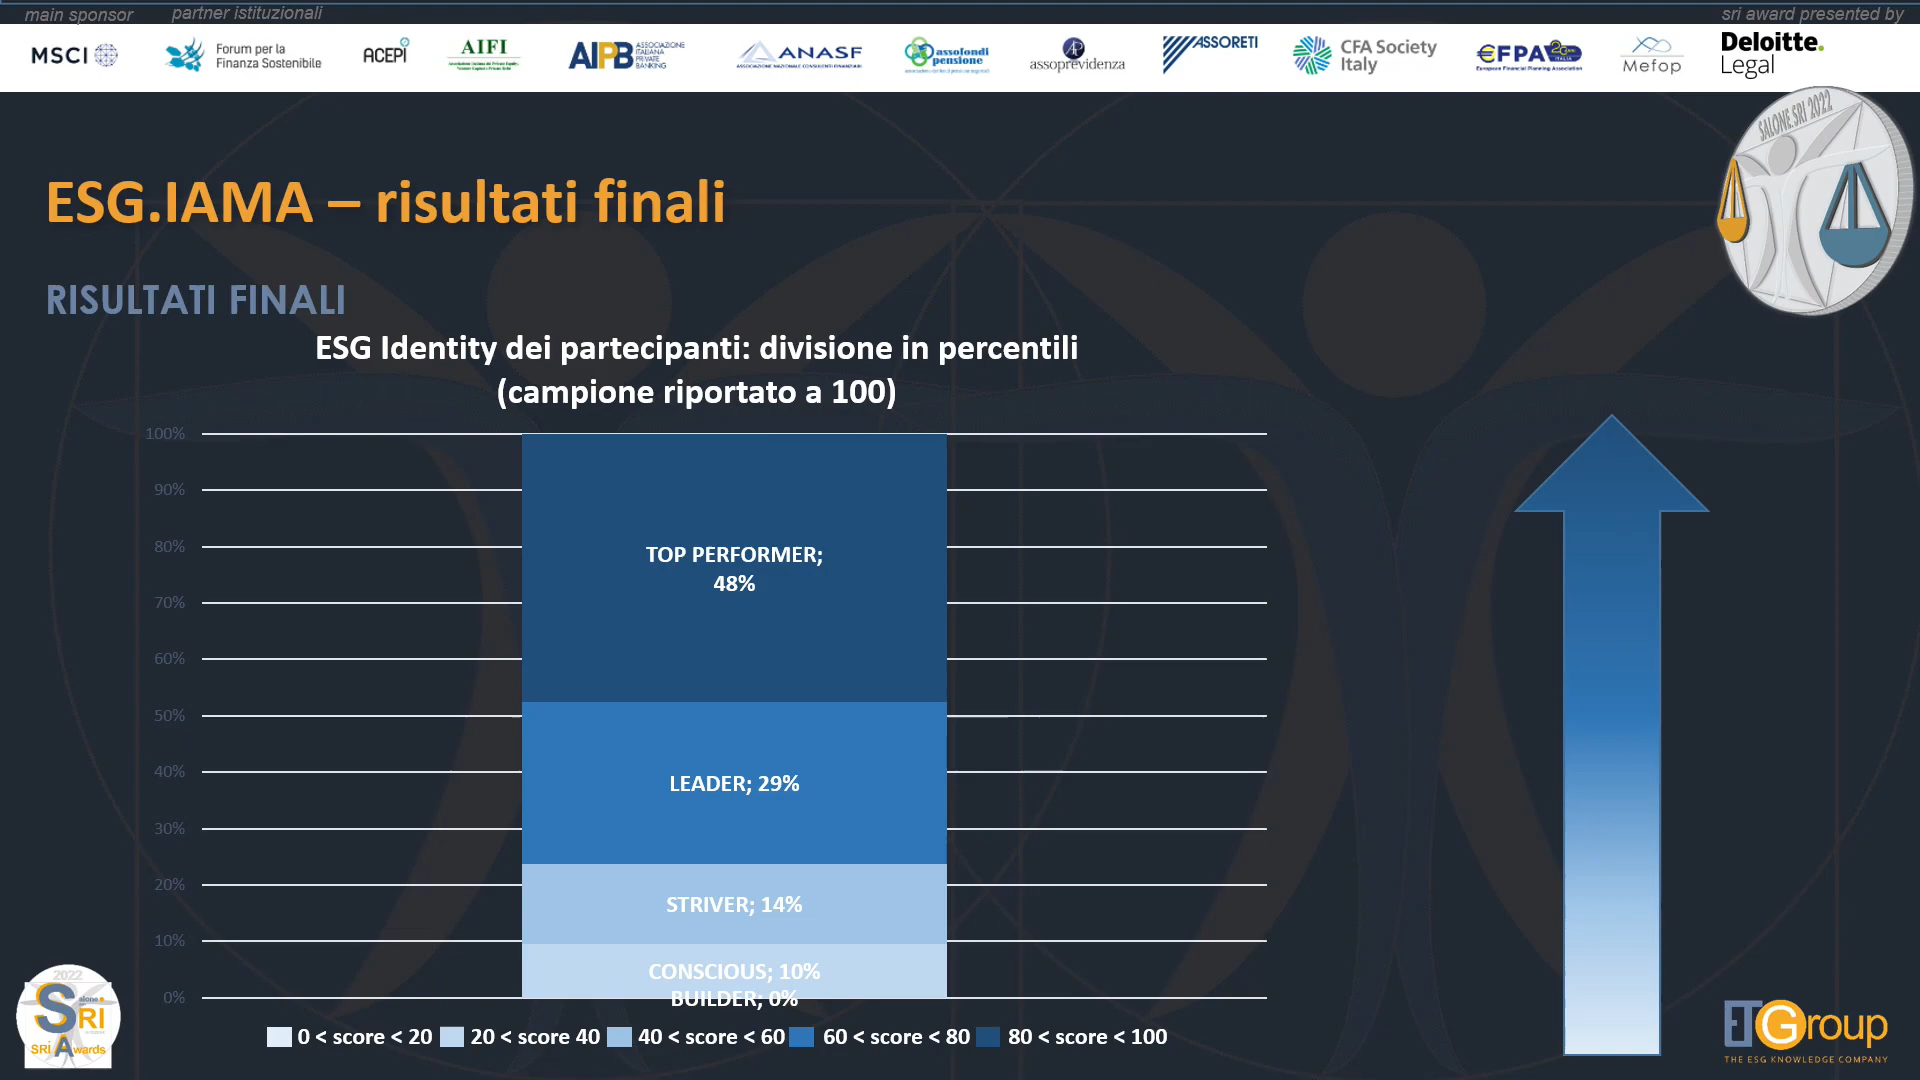 main sponsor
partner istituzionali
sri award presented by
MSCI
Forum per la
Finanza Sostenibile
ACEPI
AIFI
AIPB
ASSOCIAZIONE
ITALIANA
PRIVATE
BANKING
ANASF
ASSOCIAZIONE NAZIONALE CONSULENTI FINANZIARI
assofondi
pensione
assoprevidenza
ASSORETI
CFA Society
Italy
€FPA
ITALIA
European Financial Planning Association
Mefop
Deloitte.
Legal
SALONE.SRI 2022
ESG.IAMA – risultati finali
RISULTATI FINALI
ESG Identity dei partecipanti: divisione in percentili
(campione riportato a 100)
100%
90%
80%
70%
60%
50%
40%
30%
20%
10%
0%
TOP PERFORMER;
48%
LEADER; 29%
STRIVER; 14%
CONSCIOUS; 10%
BUILDER; 0%
0 < score < 20
20 < score 40
40 < score < 60
60 < score < 80
80 < score < 100
2022
Salone.
SRI
SRI Awards
ETGroup
THE ESG KNOWLEDGE COMPANY